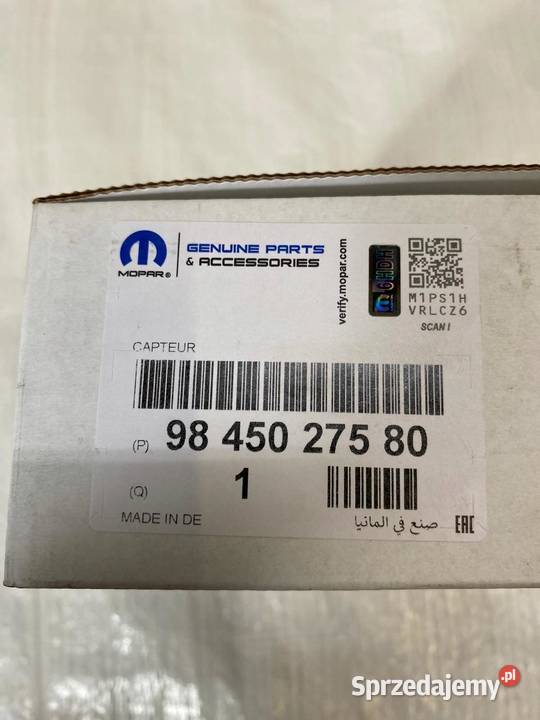 MOPAR®
GENUINE PARTS
& ACCESSORIES
verify.mopar.com
M1PS1H
VRLCZ6
SCAN!
CAPTEUR
(P) 98 450 275 80
(Q) 1
MADE IN DE
صنع في المانيا
EAC
Sprzedajemy.pl